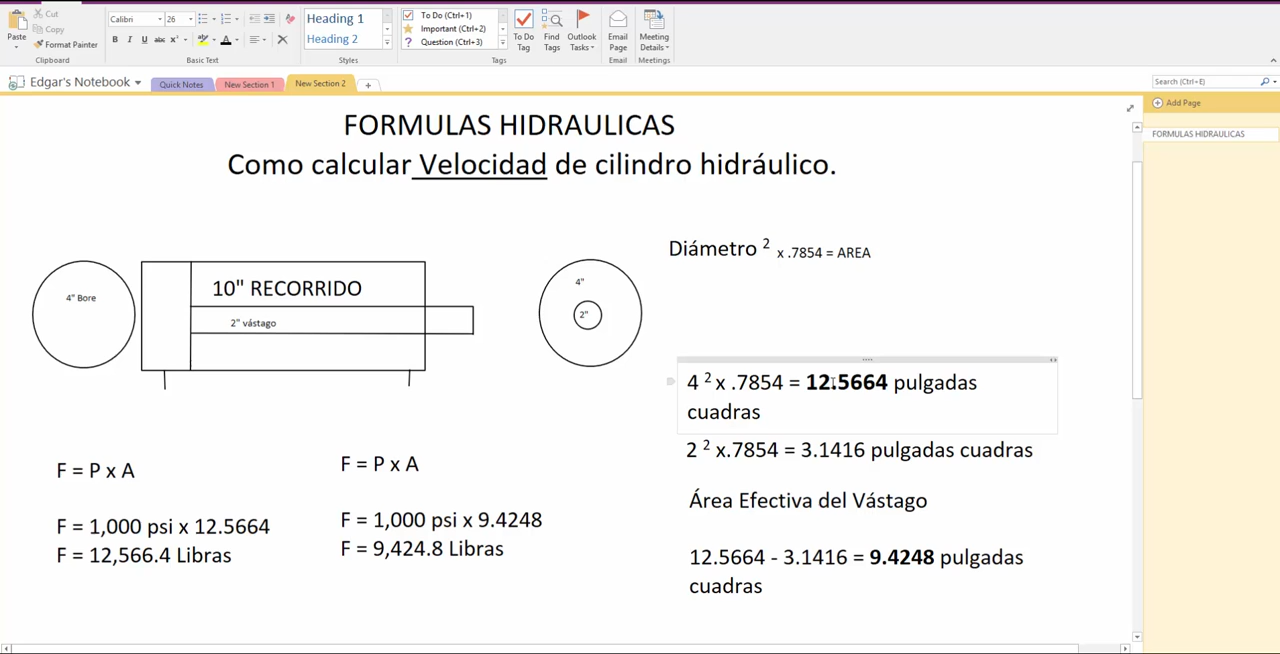 Cut
Copy
Paste
Format Painter
Clipboard
Calibri
26
B I U abc x²
A
Basic Text
Heading 1
Heading 2
Styles
To Do (Ctrl+1)
Important (Ctrl+2)
? Question (Ctrl+3)
Tags
To Do
Tag
Find
Tags
Outlook
Tasks
Email
Page
Email
Meeting
Details
Meetings
Edgar's Notebook
Quick Notes
New Section 1
New Section 2
Search (Ctrl+E)
Add Page
FORMULAS HIDRAULICAS
FORMULAS HIDRAULICAS
Como calcular Velocidad de cilindro hidráulico.
4" Bore
10" RECORRIDO
2" vástago
4"
2"
Diámetro ² x .7854 = AREA
4 ² x .7854 = 12.5664 pulgadas
cuadras
2 ² x.7854 = 3.1416 pulgadas cuadras
Área Efectiva del Vástago
12.5664 - 3.1416 = 9.4248 pulgadas
cuadras
F = P x A
F = 1,000 psi x 12.5664
F = 12,566.4 Libras
F = P x A
F = 1,000 psi x 9.4248
F = 9,424.8 Libras